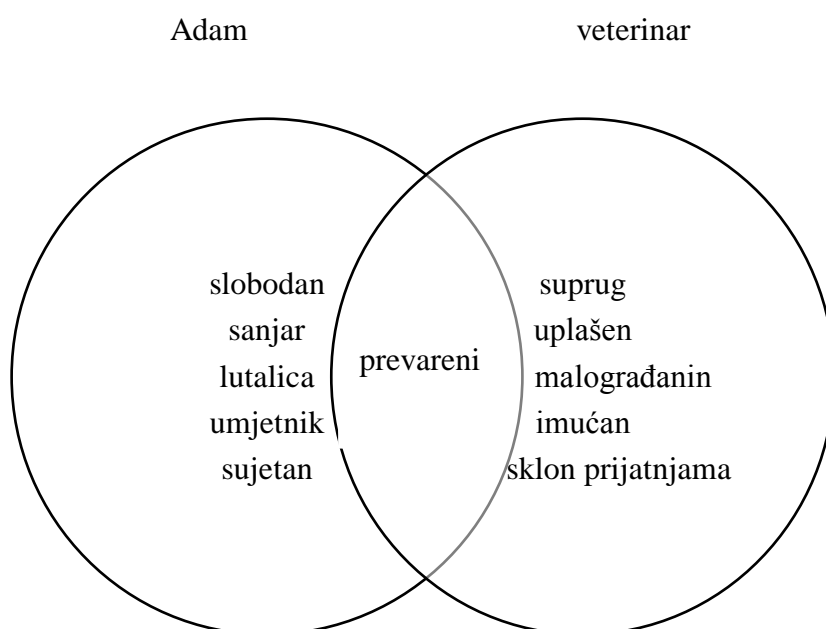 Adam
veterinar
slobodan
sanjar
lutalica
umjetnik
sujetan
prevareni
suprug
uplašen
malograđanin
imućan
sklon prijatnjama